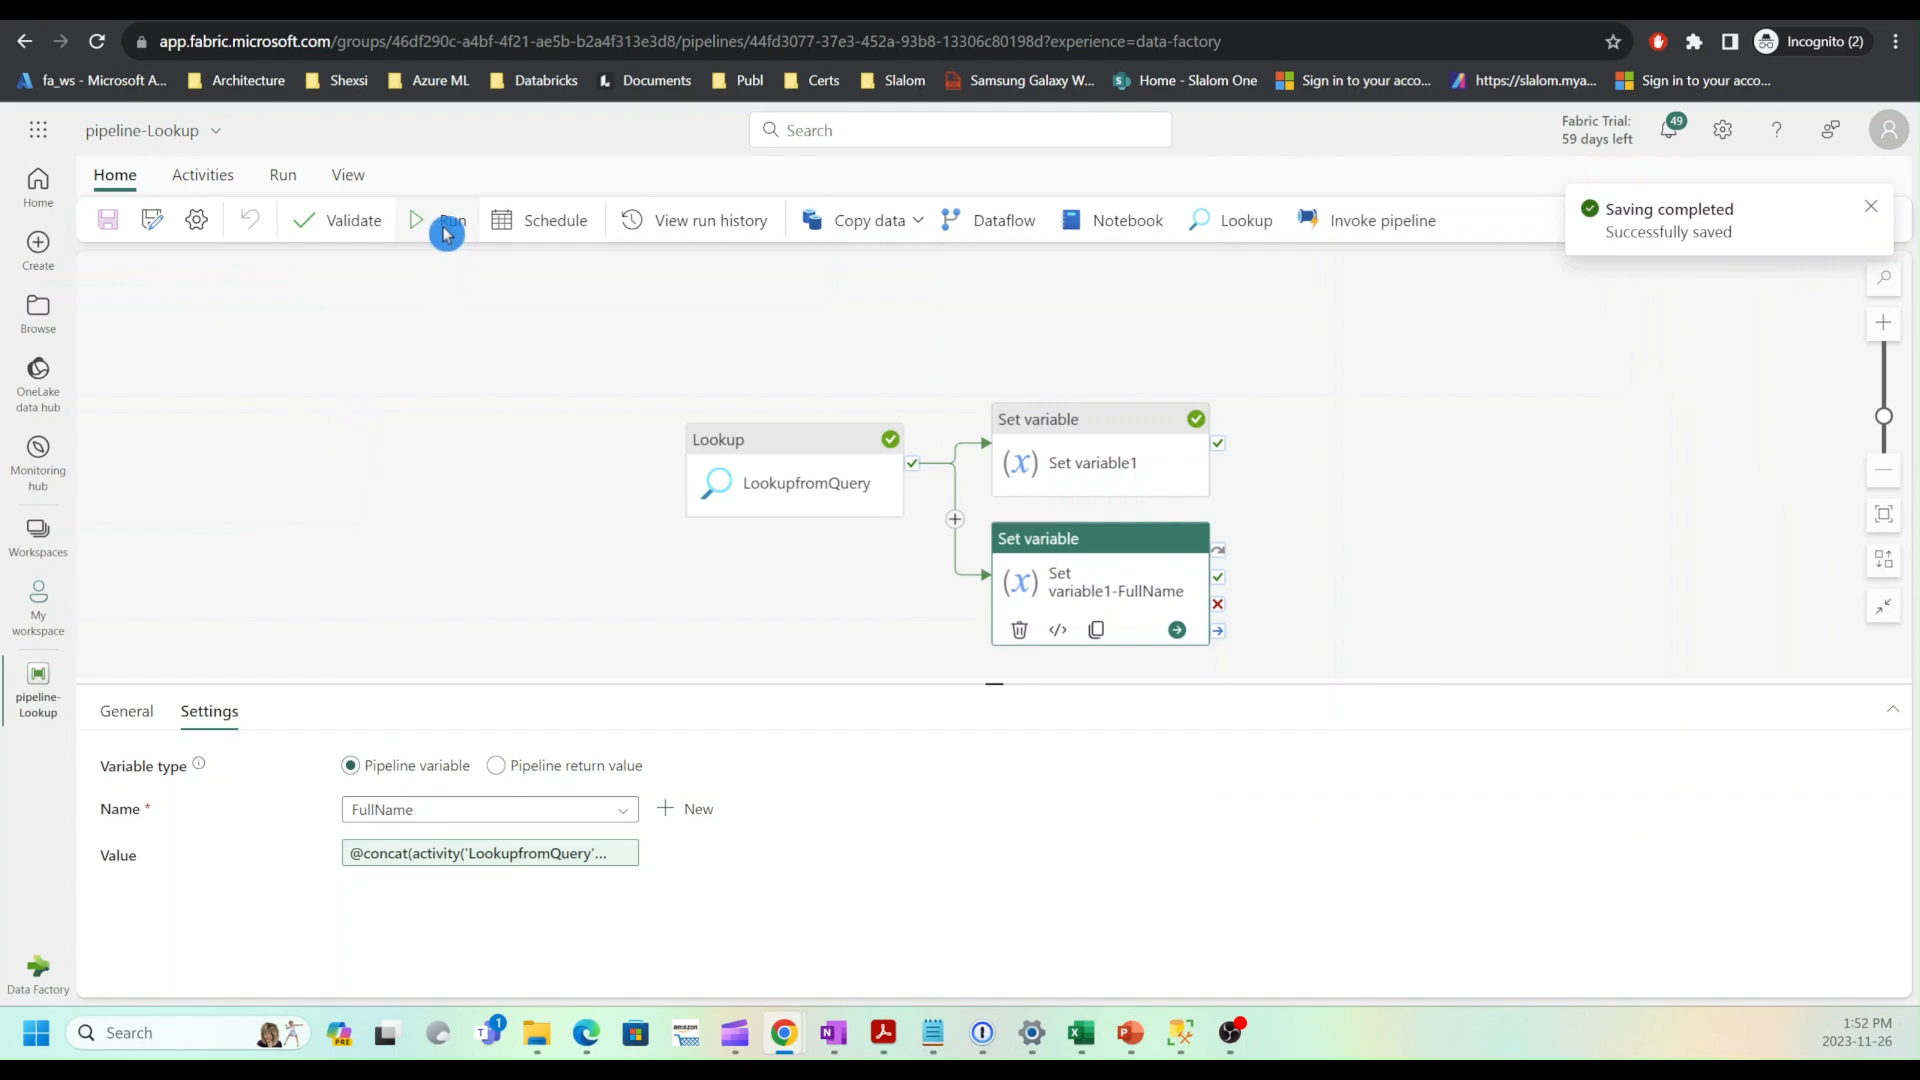 app.fabric.microsoft.com/groups/46df290c-a4bf-4f21-ae5b-b2a4f313e3d8/pipelines/44fd3077-37e3-452a-93b8-13306c80198d?experience=data-factory
Incognito (2)
fa_ws - Microsoft A...
Architecture
Shexsi
Azure ML
Databricks
Documents
Publ
Certs
Slalom
Samsung Galaxy W...
Home - Slalom One
Sign in to your acco...
https://slalom.mya...
Sign in to your acco...
pipeline-Lookup
Search
Fabric Trial:
59 days left
49
Home
Activities
Run
View
Validate
Run
Schedule
View run history
Copy data
Dataflow
Notebook
Lookup
Invoke pipeline
Saving completed
Successfully saved
Home
Create
Browse
OneLake
data hub
Monitoring
hub
Workspaces
My
workspace
pipeline-
Lookup
Data Factory
Lookup
LookupfromQuery
Set variable
(x) Set variable1
Set variable
(x) Set
variable1-FullName
General
Settings
Variable type
Pipeline variable
Pipeline return value
Name *
FullName
New
Value
@concat(activity('LookupfromQuery'...
Search
PRE
1
amazon
1:52 PM
2023-11-26